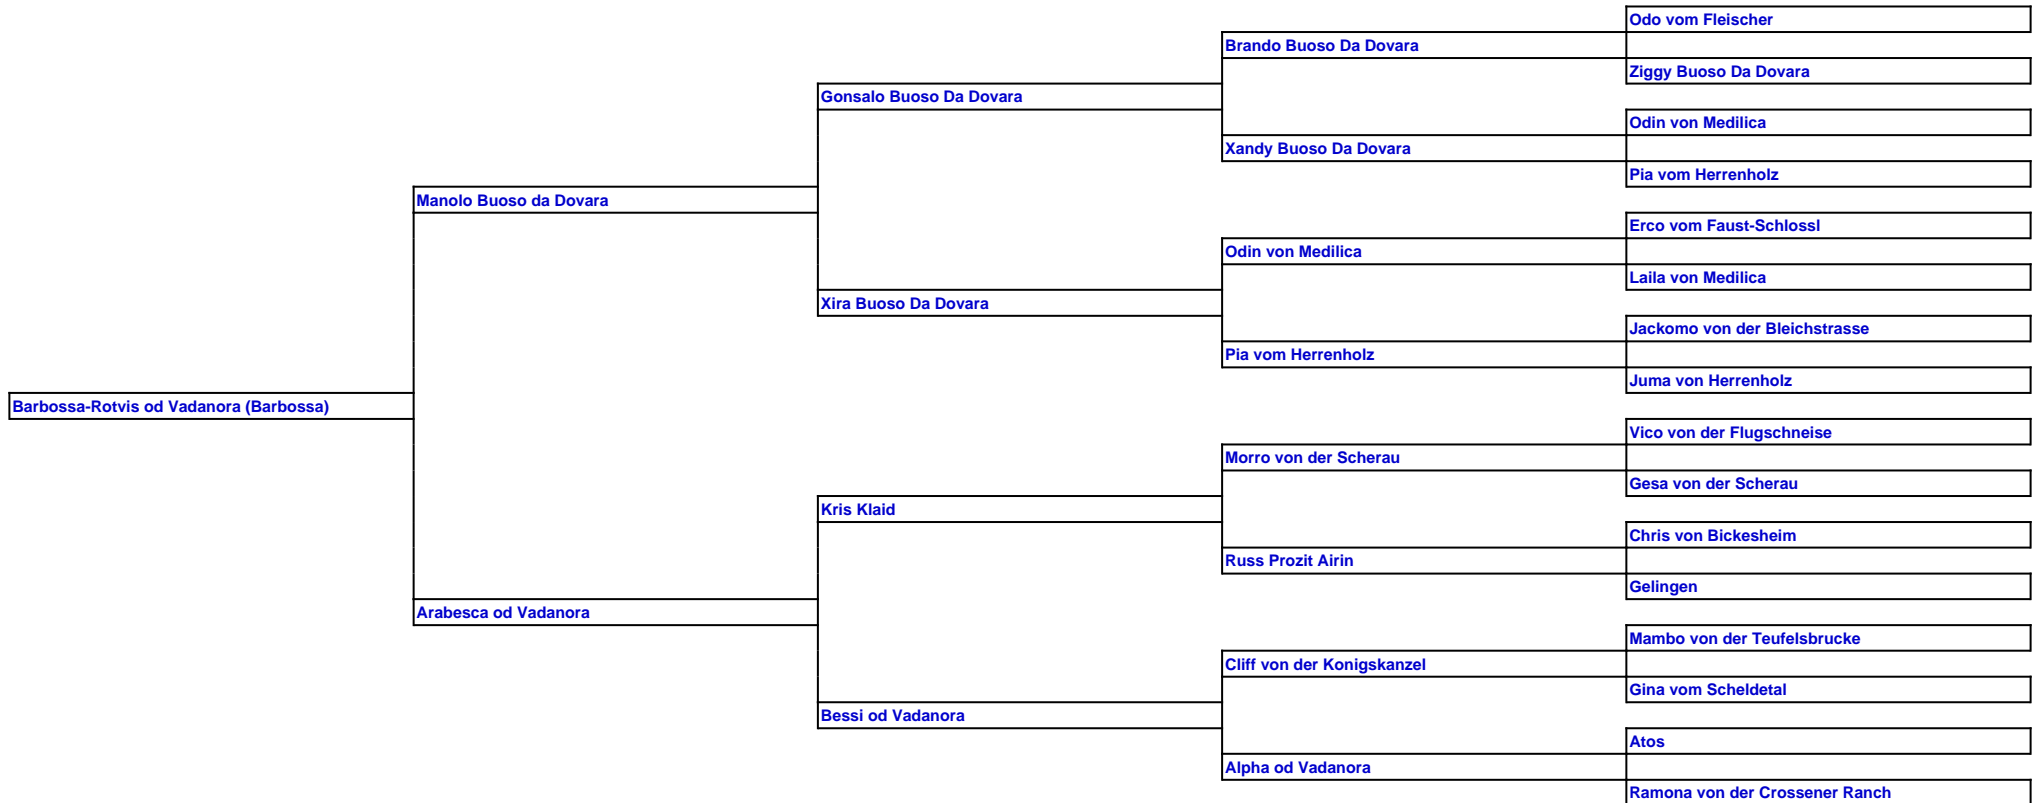 Odo vom Fleischer
Brando Buoso Da Dovara
Ziggy Buoso Da Dovara
Gonsalo Buoso Da Dovara
Odin von Medilica
Xandy Buoso Da Dovara
Pia vom Herrenholz
Manolo Buoso da Dovara
Erco vom Faust-Schlossl
Odin von Medilica
Laila von Medilica
Xira Buoso Da Dovara
Jackomo von der Bleichstrasse
Pia vom Herrenholz
Juma von Herrenholz
Barbossa-Rotvis od Vadanora (Barbossa)
Vico von der Flugschneise
Morro von der Scherau
Gesa von der Scherau
Kris Klaid
Chris von Bickesheim
Russ Prozit Airin
Gelingen
Arabesca od Vadanora
Mambo von der Teufelsbrucke
Cliff von der Konigskanzel
Gina vom Scheldetal
Bessi od Vadanora
Atos
Alpha od Vadanora
Ramona von der Crossener Ranch